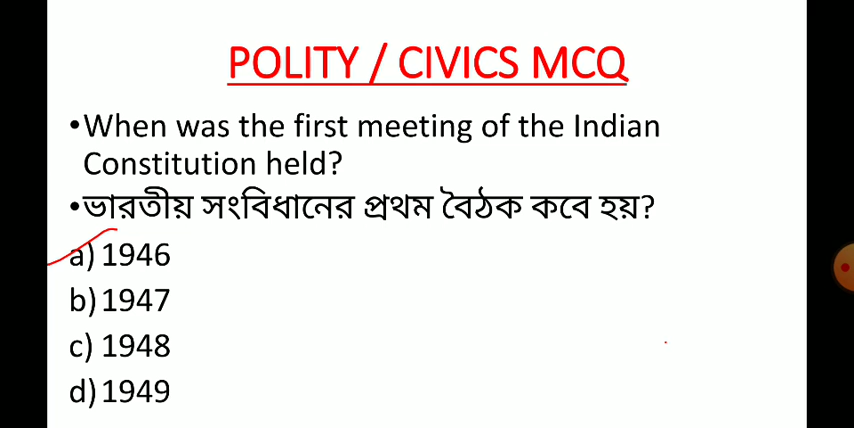 POLITY / CIVICS MCQ
•When was the first meeting of the Indian
Constitution held?
•ভারতীয় সংবিধানের প্রথম বৈঠক কবে হয়?
a) 1946
b) 1947
c) 1948
d) 1949